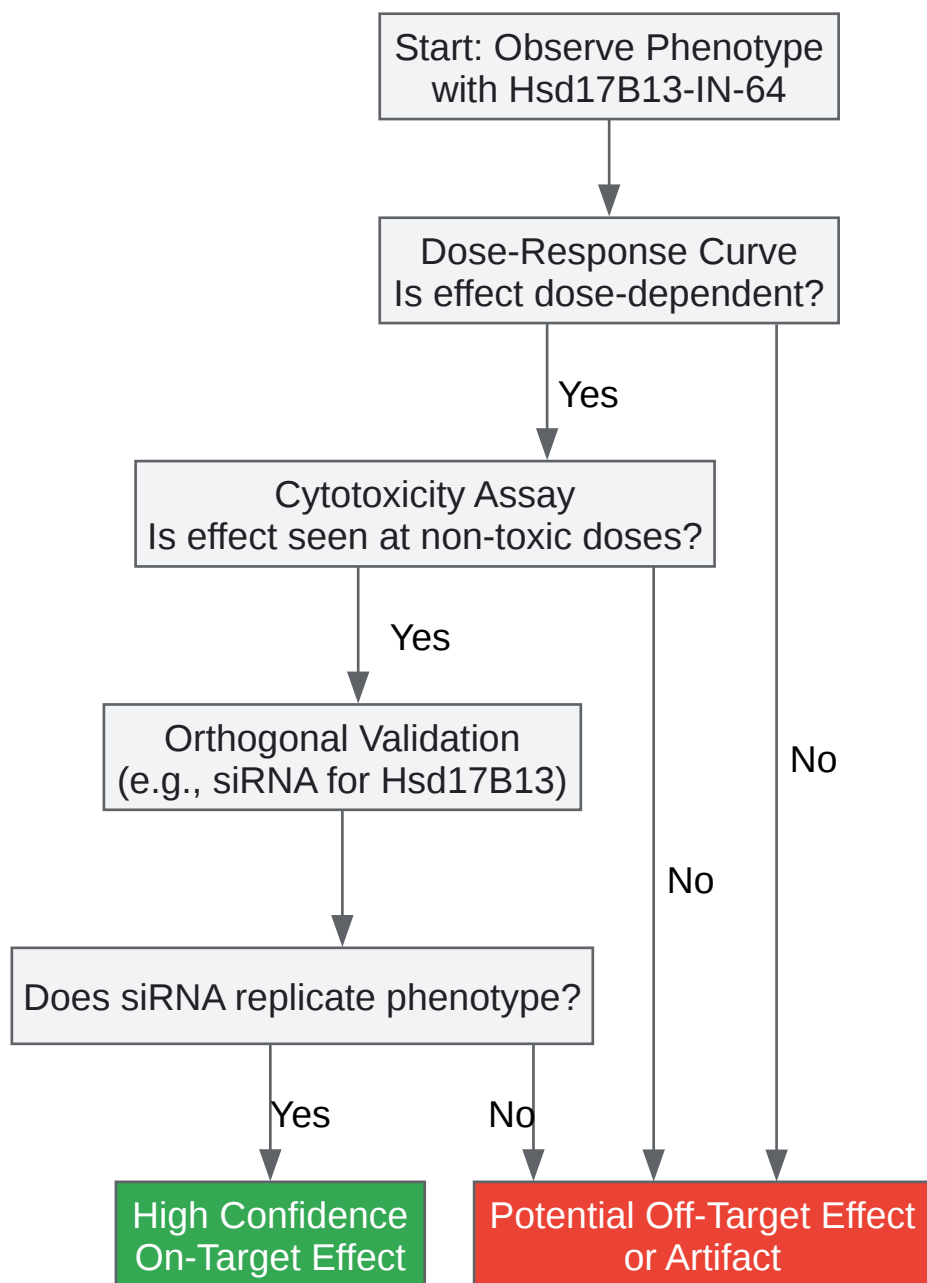 Start: Observe Phenotype
with Hsd17B13-IN-64
Dose-Response Curve
Is effect dose-dependent?
Yes
Cytotoxicity Assay
Is effect seen at non-toxic doses?
Yes
Orthogonal Validation
(e.g., siRNA for Hsd17B13)
No
No
Does siRNA replicate phenotype?
Yes
No
High Confidence
On-Target Effect
Potential Off-Target Effect
or Artifact